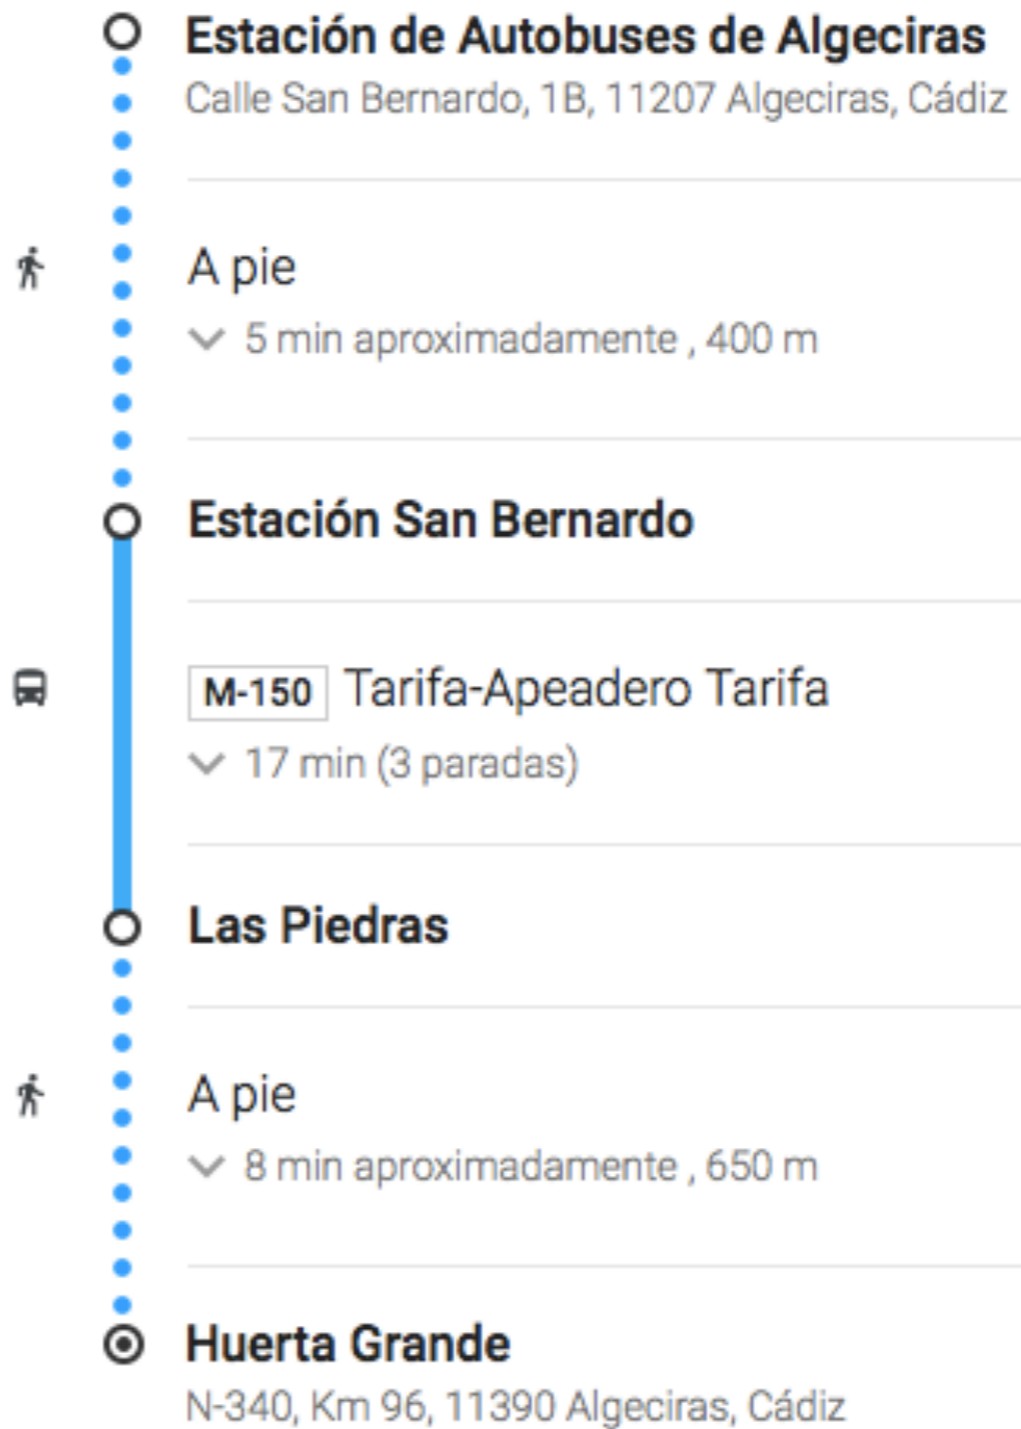 Estación de Autobuses de Algeciras
Calle San Bernardo, 1B, 11207 Algeciras, Cádiz
A pie
5 min aproximadamente , 400 m
Estación San Bernardo
M-150 Tarifa-Apeadero Tarifa
17 min (3 paradas)
Las Piedras
A pie
8 min aproximadamente , 650 m
Huerta Grande
N-340, Km 96, 11390 Algeciras, Cádiz